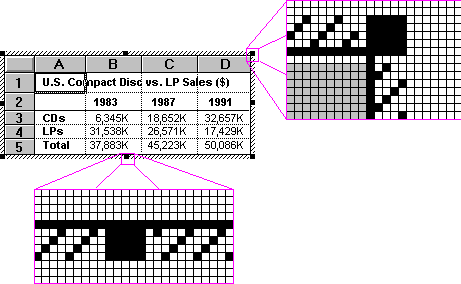 A B C D
1 U.S. Compact Disc vs. LP Sales ($)
2 1983 1987 1991
3 CDs 6,345K 18,652K 32,657K
4 LPs 31,538K 26,571K 17,429K
5 Total 37,883K 45,223K 50,086K